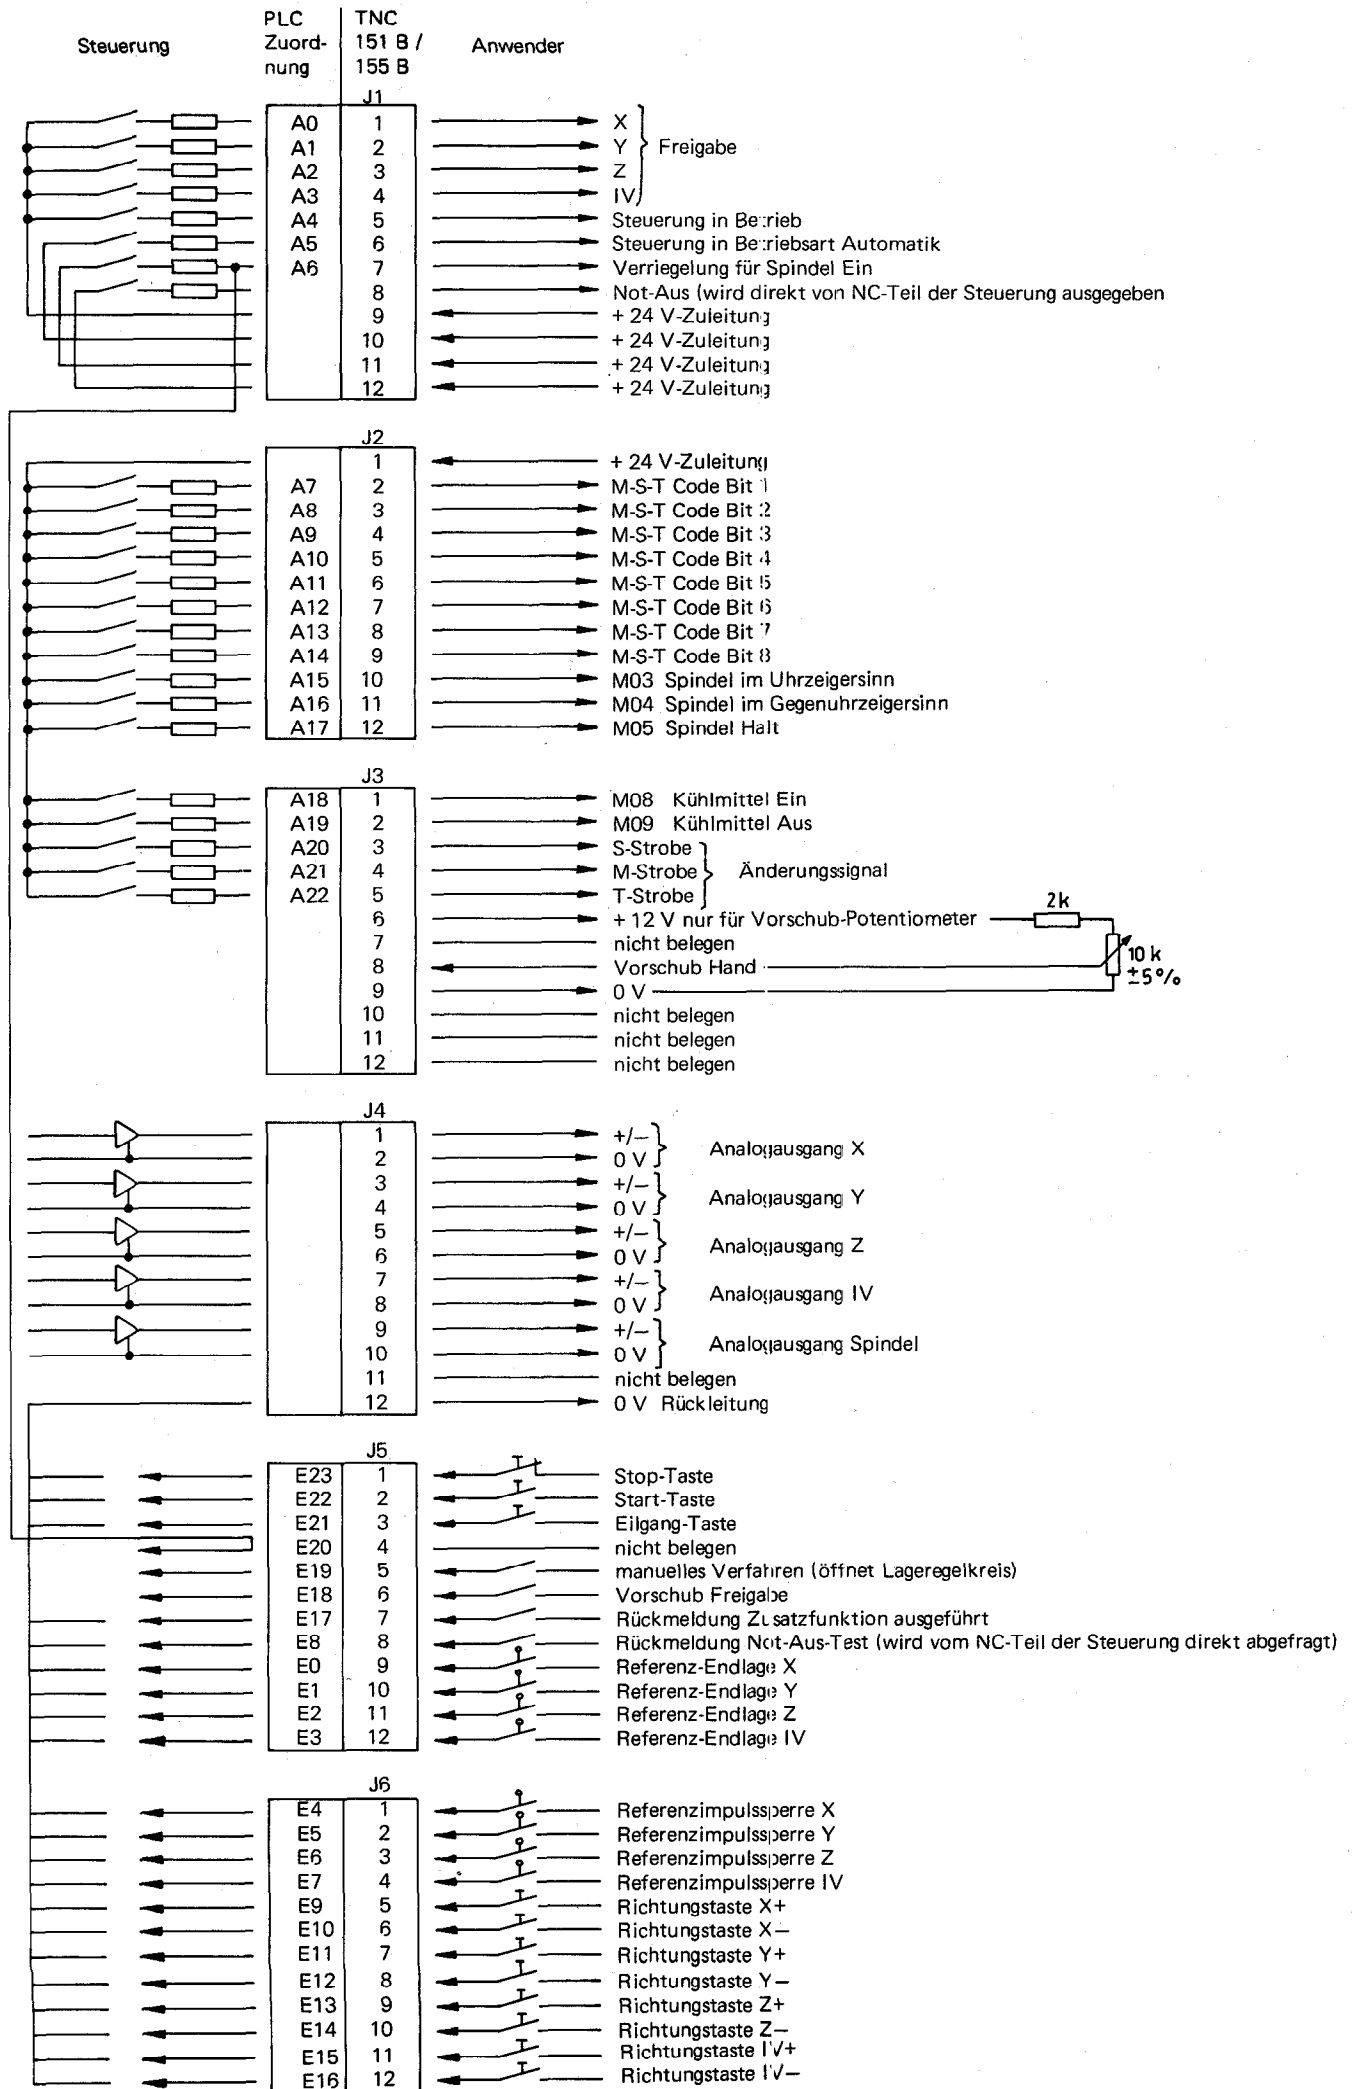 Steuerung
PLC
Zuord-
nung
TNC
151 B /
155 B
Anwender
J1
A0 1 X
A1 2 Y
Freigabe
A2 3 Z
A3 4 IV
A4 5 Steuerung in Betrieb
A5 6 Steuerung in Betriebsart Automatik
A6 7 Verriegelung für Spindel Ein
8 Not-Aus (wird direkt von NC-Teil der Steuerung ausgegeben
9 + 24 V-Zuleitung
10 + 24 V-Zuleitung
11 + 24 V-Zuleitung
12 + 24 V-Zuleitung
J2
1 + 24 V-Zuleitung
A7 2 M-S-T Code Bit 1
A8 3 M-S-T Code Bit 2
A9 4 M-S-T Code Bit 3
A10 5 M-S-T Code Bit 4
A11 6 M-S-T Code Bit 5
A12 7 M-S-T Code Bit 6
A13 8 M-S-T Code Bit 7
A14 9 M-S-T Code Bit 8
A15 10 M03 Spindel im Uhrzeigersinn
A16 11 M04 Spindel im Gegenuhrzeigersinn
A17 12 M05 Spindel Halt
J3
A18 1 M08 Kühlmittel Ein
A19 2 M09 Kühlmittel Aus
A20 3 S-Strobe
A21 4 M-Strobe Änderungssignal
A22 5 T-Strobe
6 + 12 V nur für Vorschub-Potentiometer 2k
7 nicht belegen
8 Vorschub Hand
10 k
±5%
9 0 V
10 nicht belegen
11 nicht belegen
12 nicht belegen
J4
1 +/−
Analogausgang X
2 0 V
3 +/−
Analogausgang Y
4 0 V
5 +/−
Analogausgang Z
6 0 V
7 +/−
Analogausgang IV
8 0 V
9 +/−
Analogausgang Spindel
10 0 V
11 nicht belegen
12 0 V Rückleitung
J5
E23 1 Stop-Taste
E22 2 Start-Taste
E21 3 Eilgang-Taste
E20 4 nicht belegen
E19 5 manuelles Verfahren (öffnet Lageregelkreis)
E18 6 Vorschub Freigabe
E17 7 Rückmeldung Zusatzfunktion ausgeführt
E8 8 Rückmeldung Not-Aus-Test (wird vom NC-Teil der Steuerung direkt abgefragt)
E0 9 Referenz-Endlage X
E1 10 Referenz-Endlage Y
E2 11 Referenz-Endlage Z
E3 12 Referenz-Endlage IV
J6
E4 1 Referenzimpulssperre X
E5 2 Referenzimpulssperre Y
E6 3 Referenzimpulssperre Z
E7 4 Referenzimpulssperre IV
E9 5 Richtungstaste X+
E10 6 Richtungstaste X−
E11 7 Richtungstaste Y+
E12 8 Richtungstaste Y−
E13 9 Richtungstaste Z+
E14 10 Richtungstaste Z−
E15 11 Richtungstaste IV+
E16 12 Richtungstaste IV−